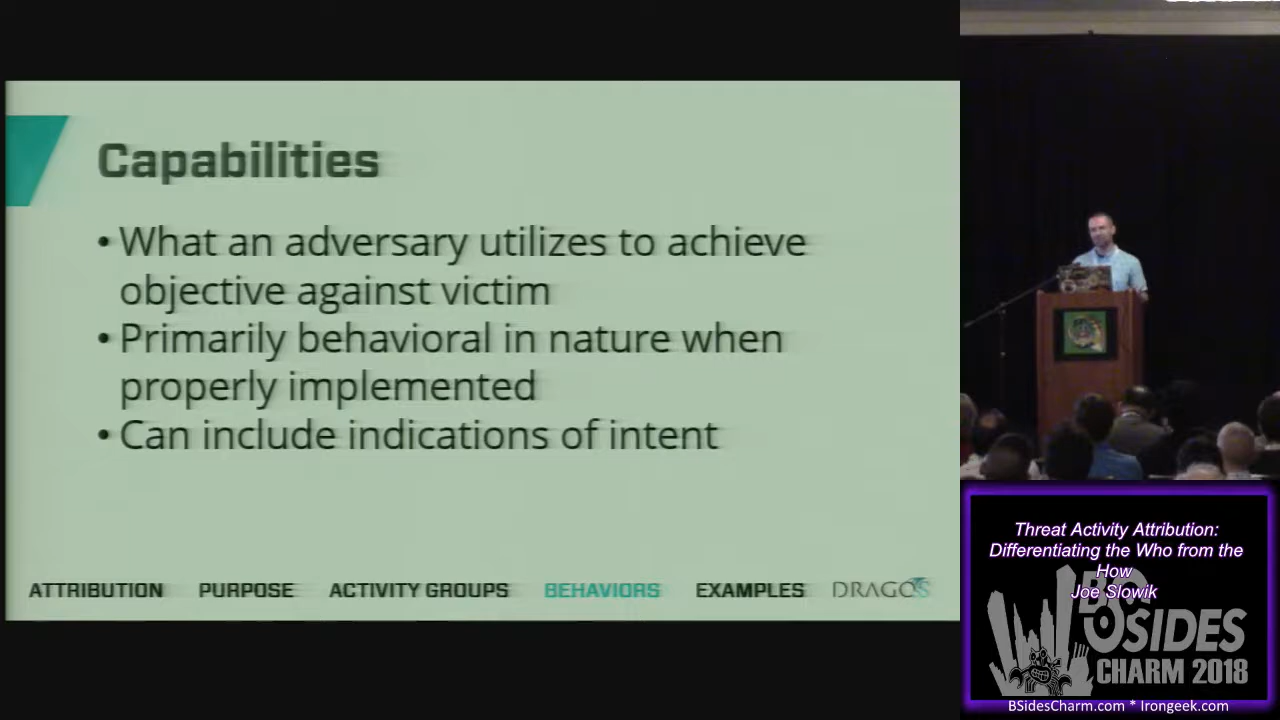 Capabilities
• What an adversary utilizes to achieve
objective against victim
• Primarily behavioral in nature when
properly implemented
• Can include indications of intent
ATTRIBUTION PURPOSE ACTIVITY GROUPS BEHAVIORS EXAMPLES DRAGOS
Threat Activity Attribution:
Differentiating the Who from the
How
Joe Slowik
BSIDES
CHARM 2018
BSidesCharm.com * Irongeek.com